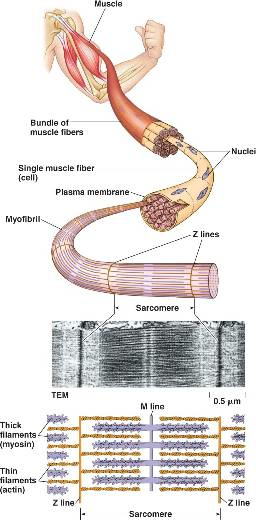 Muscle
Bundle of
muscle fibers
Nuclei
Single muscle fiber
(cell)
Plasma membrane
Myofibril
Z lines
Sarcomere
TEM
0.5 μm
M line
Thick
filaments
(myosin)
Thin
filaments
(actin)
Z line
Z line
Sarcomere